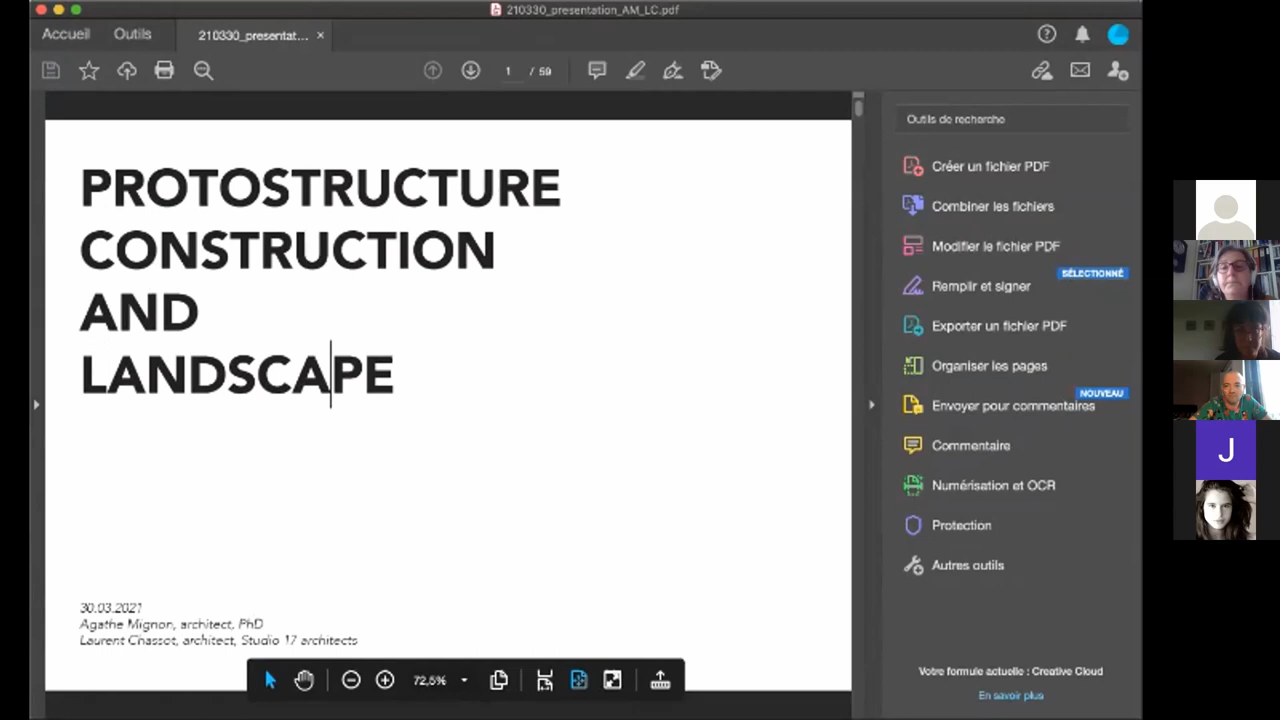 210330_presentation_AM_LC.pdf
Accueil
Outils
210330_presentat... ×
1 / 59
PROTOSTRUCTURE
CONSTRUCTION
AND
LANDSCAPE
30.03.2021
Agathe Mignon, architect, PhD
Laurent Chassot, architect, Studio 17 architects
72,5%
Outils de recherche
Créer un fichier PDF
Combiner les fichiers
Modifier le fichier PDF
SÉLECTIONNÉ
Remplir et signer
Exporter un fichier PDF
Organiser les pages
NOUVEAU
Envoyer pour commentaires
Commentaire
Numérisation et OCR
Protection
Autres outils
Votre formule actuelle : Creative Cloud
En savoir plus
J